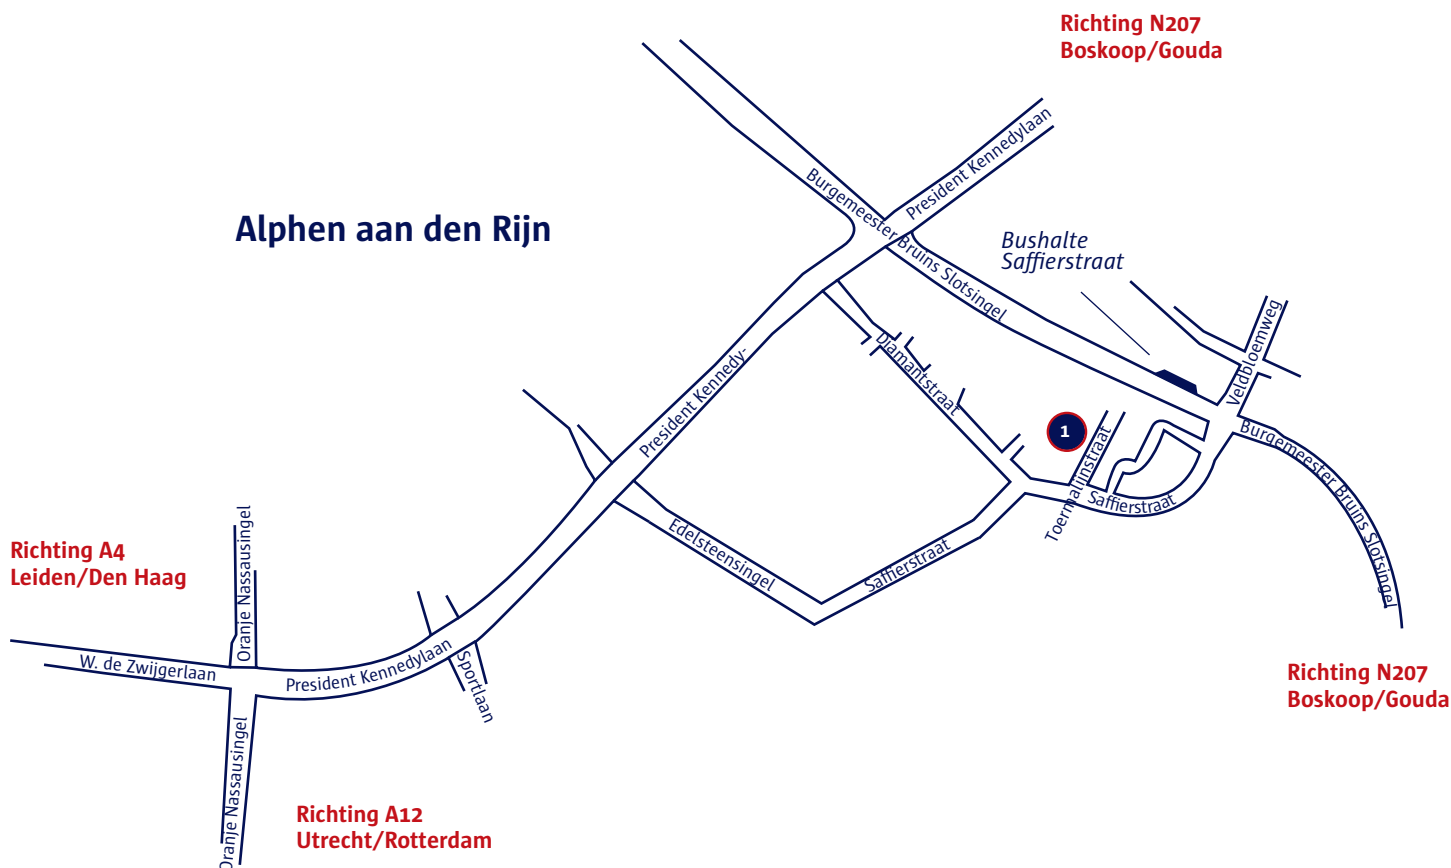 Richting N207
Boskoop/Gouda
President Kennedylaan
Burgemeester Bruins Slotsingel
Alphen aan den Rijn
Bushalte
Saffierstraat
Veldbloemweg
Diamantstraat
President Kennedy-
1
Toermalijnstraat
Saffierstraat
Burgemeester Bruins Slotsingel
Edelsteensingel
Saffierstraat
Richting A4
Leiden/Den Haag
Oranje Nassausingel
W. de Zwijgerlaan
President Kennedylaan
Sportlaan
Richting N207
Boskoop/Gouda
Oranje Nassausingel
Richting A12
Utrecht/Rotterdam